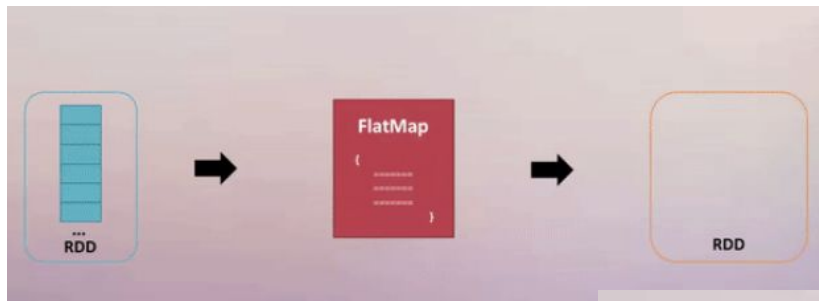 ...
RDD
FlatMap
{
=======
=======
=======
}
RDD